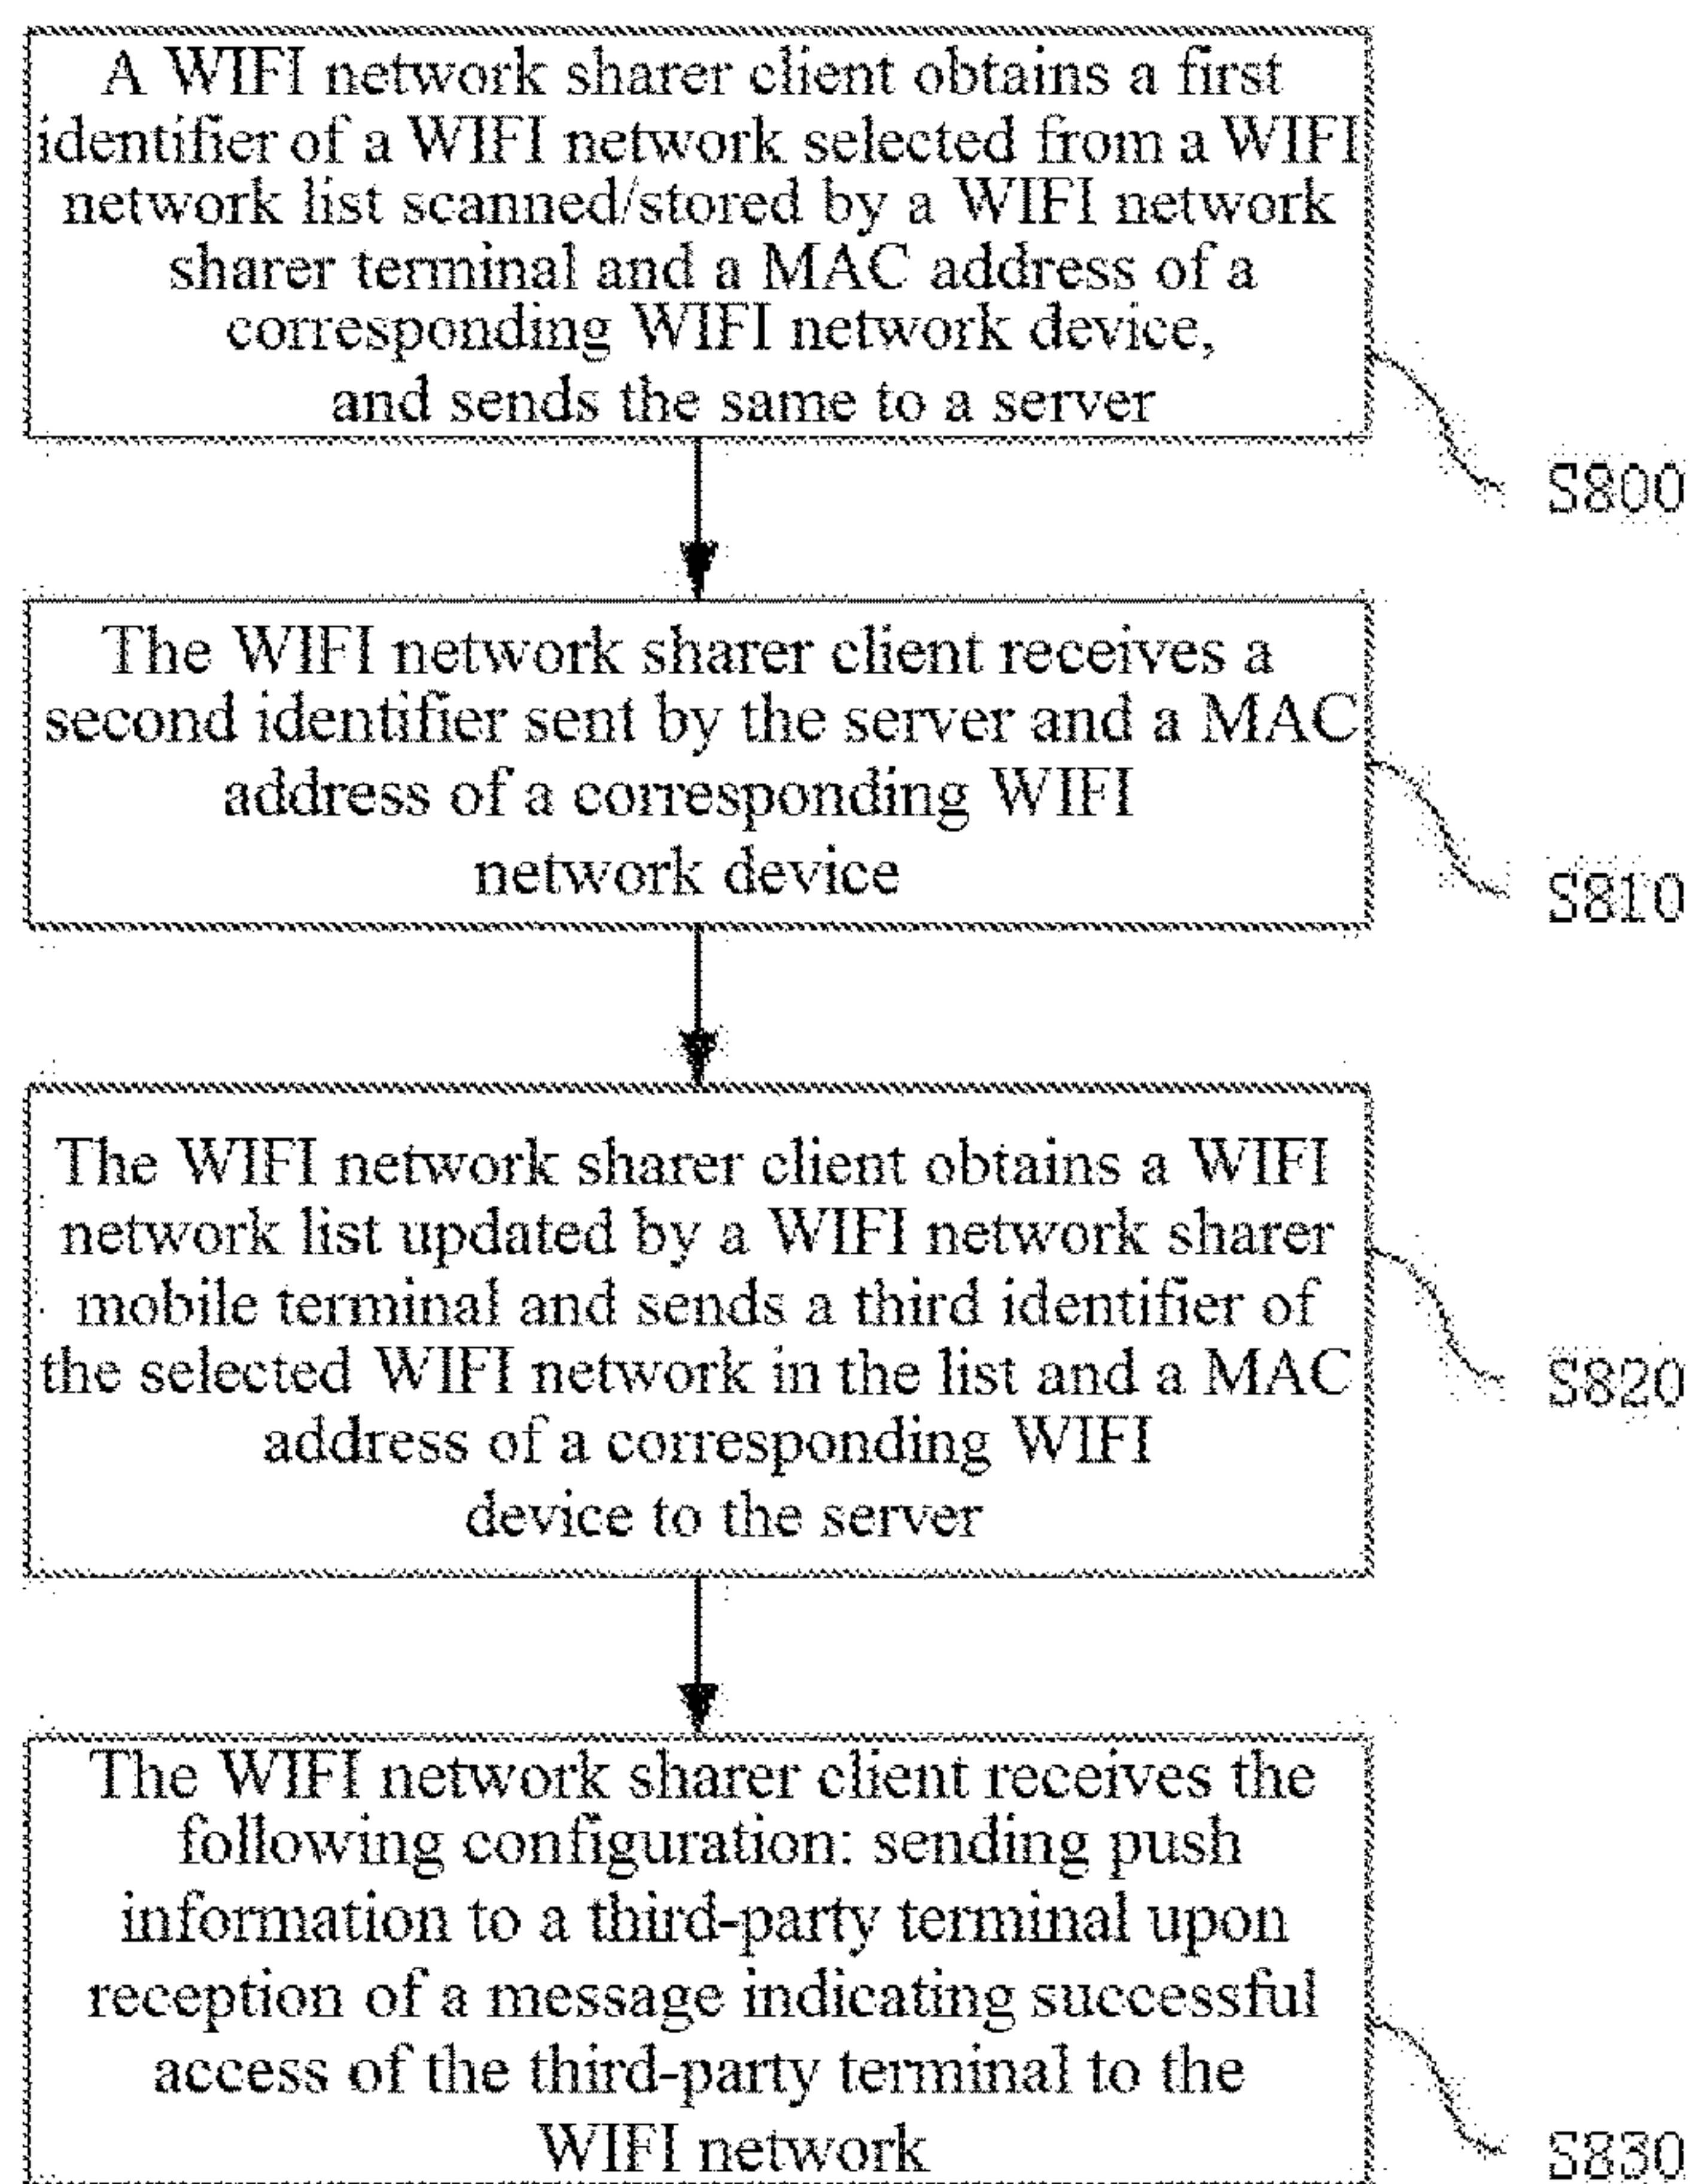 A WIFI network sharer client obtains a first
identifier of a WIFI network selected from a WIFI
network list scanned/stored by a WIFI network
sharer terminal and a MAC address of a
corresponding WIFI network device,
and sends the same to a server
S800
The WIFI network sharer client receives a
second identifier sent by the server and a MAC
address of a corresponding WIFI
network device
S810
The WIFI network sharer client obtains a WIFI
network list updated by a WIFI network sharer
mobile terminal and sends a third identifier of
the selected WIFI network in the list and a MAC
address of a corresponding WIFI
device to the server
S820
The WIFI network sharer client receives the
following configuration: sending push
information to a third-party terminal upon
reception of a message indicating successful
access of the third-party terminal to the
WIFI network
S830